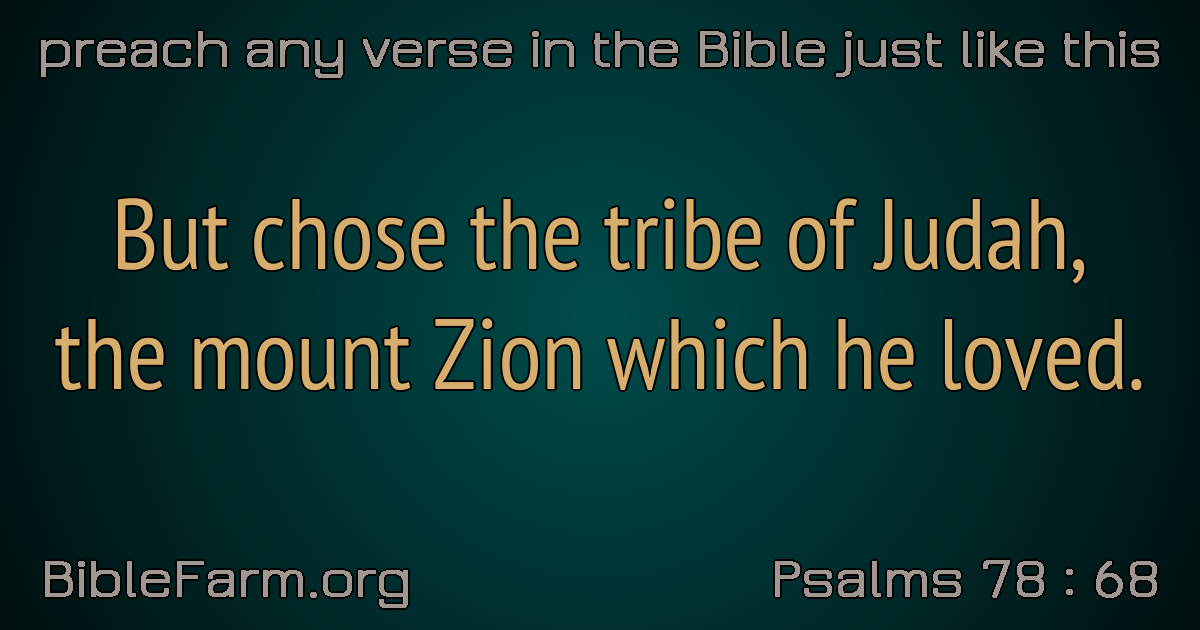 preach any verse in the Bible just like this
But chose the tribe of Judah,
the mount Zion which he loved.
BibleFarm.org
Psalms 78 : 68